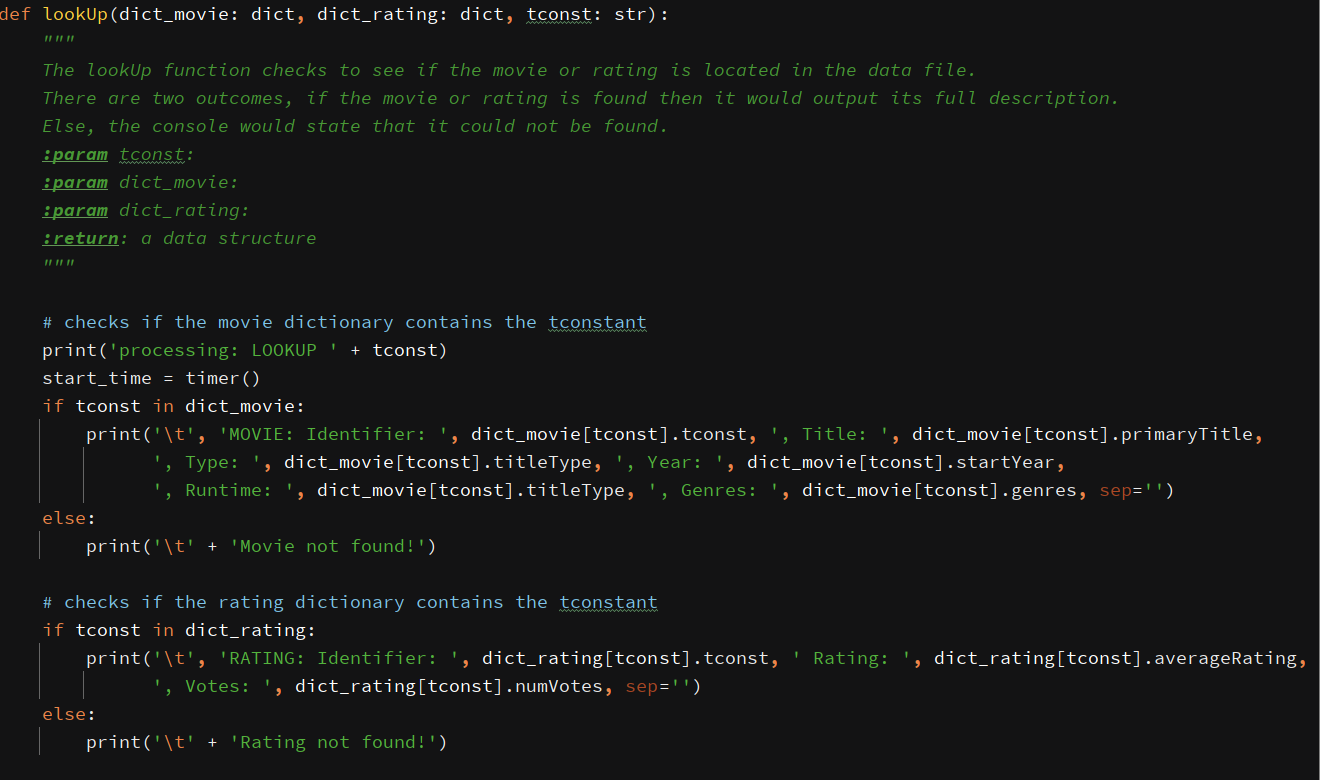 def lookUp(dict_movie: dict, dict_rating: dict, tconst: str):
    """
    The lookUp function checks to see if the movie or rating is located in the data file.
    There are two outcomes, if the movie or rating is found then it would output its full description.
    Else, the console would state that it could not be found.
    :param tconst:
    :param dict_movie:
    :param dict_rating:
    :return: a data structure
    """

    # checks if the movie dictionary contains the tconstant
    print('processing: LOOKUP ' + tconst)
    start_time = timer()
    if tconst in dict_movie:
        print('\t', 'MOVIE: Identifier: ', dict_movie[tconst].tconst, ', Title: ', dict_movie[tconst].primaryTitle,
              ', Type: ', dict_movie[tconst].titleType, ', Year: ', dict_movie[tconst].startYear,
              ', Runtime: ', dict_movie[tconst].titleType, ', Genres: ', dict_movie[tconst].genres, sep='')
    else:
        print('\t' + 'Movie not found!')

    # checks if the rating dictionary contains the tconstant
    if tconst in dict_rating:
        print('\t', 'RATING: Identifier: ', dict_rating[tconst].tconst, ' Rating: ', dict_rating[tconst].averageRating,
              ', Votes: ', dict_rating[tconst].numVotes, sep='')
    else:
        print('\t' + 'Rating not found!')